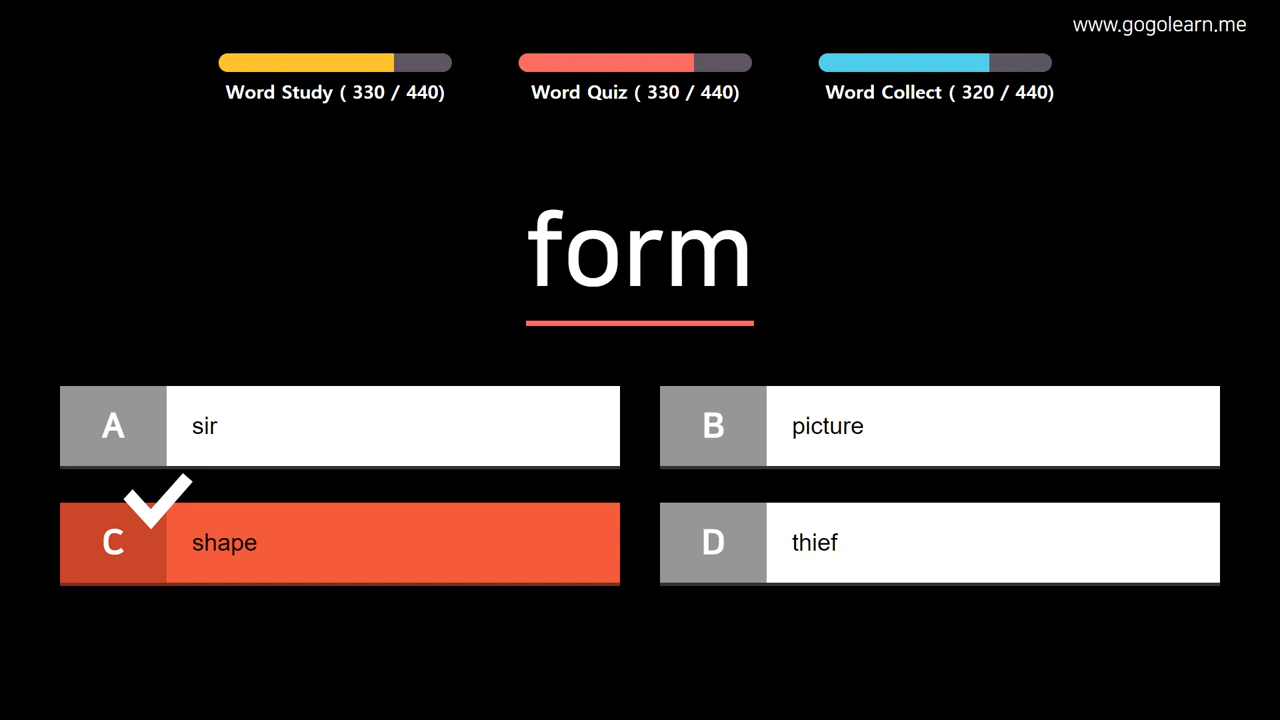 www.gogolearn.me
Word Study ( 330 / 440)
Word Quiz ( 330 / 440)
Word Collect ( 320 / 440)
form
A
sir
B
picture
C
shape
D
thief